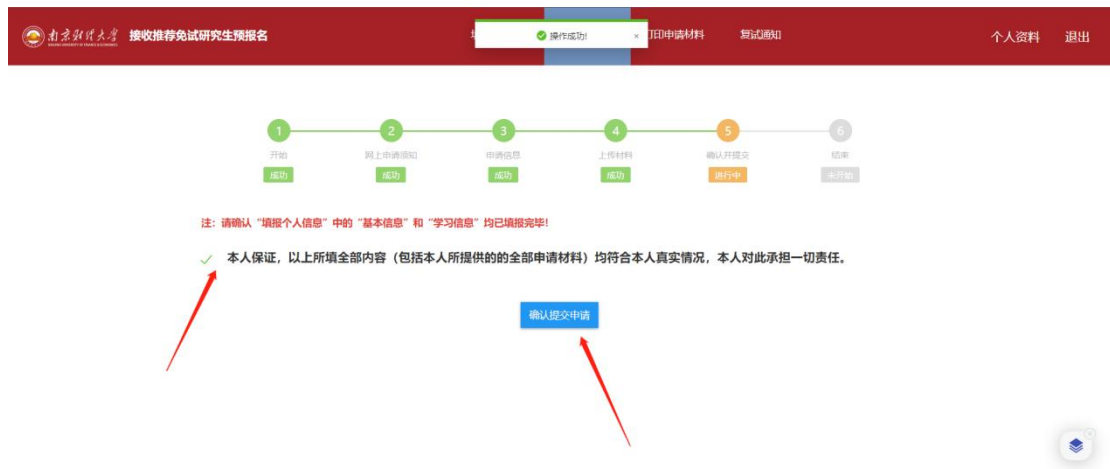 南京财经大学 接收推荐免试研究生预报名
操作成功! ×
打印申请材料 复试通知 个人资料 退出
1 2 3 4 5 6
开始 网上申请须知 申请信息 上传材料 确认并提交 结束
成功 成功 成功 成功 进行中 未开始
注：请确认“填报个人信息”中的“基本信息”和“学习信息”均已填报完毕！
本人保证，以上所填全部内容（包括本人所提供的的全部申请材料）均符合本人真实情况，本人对此承担一切责任。
确认提交申请